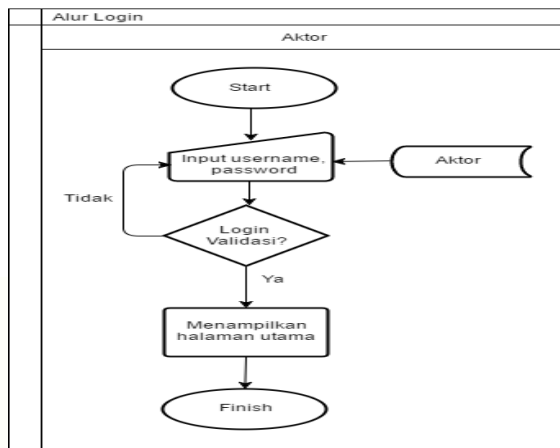 Alur Login
Aktor
Start
Input username,
password
Aktor
Tidak
Login
Validasi?
Ya
Menampilkan
halaman utama
Finish